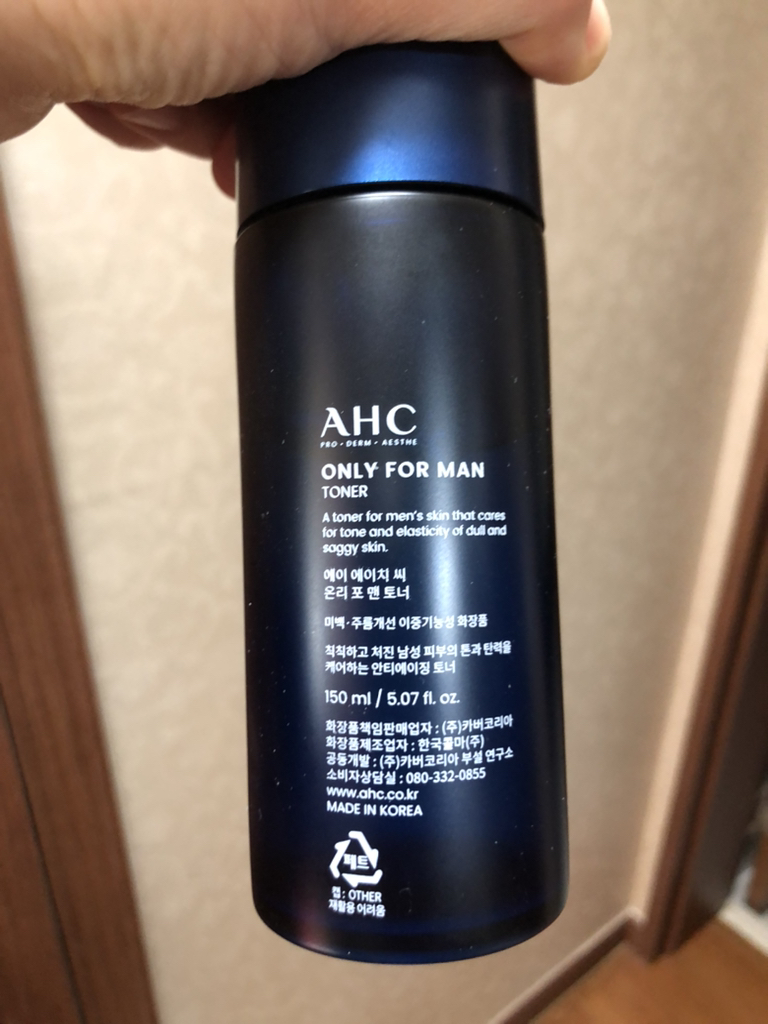 AHC
PRO • DERM • AESTHE
ONLY FOR MAN
TONER
A toner for men's skin that cares
for tone and elasticity of dull and
saggy skin.
에이 에이치 씨
온리 포 맨 토너
미백·주름개선 이중기능성 화장품
칙칙하고 처진 남성 피부의 톤과 탄력을
케어하는 안티에이징 토너
150 ml / 5.07 fl. oz.
화장품책임판매업자 : (주)카버코리아
화장품제조업자 : 한국콜마(주)
공동개발 : (주)카버코리아 부설 연구소
소비자상담실 : 080-332-0855
www.ahc.co.kr
MADE IN KOREA
페트
캡 : OTHER
재활용 어려움